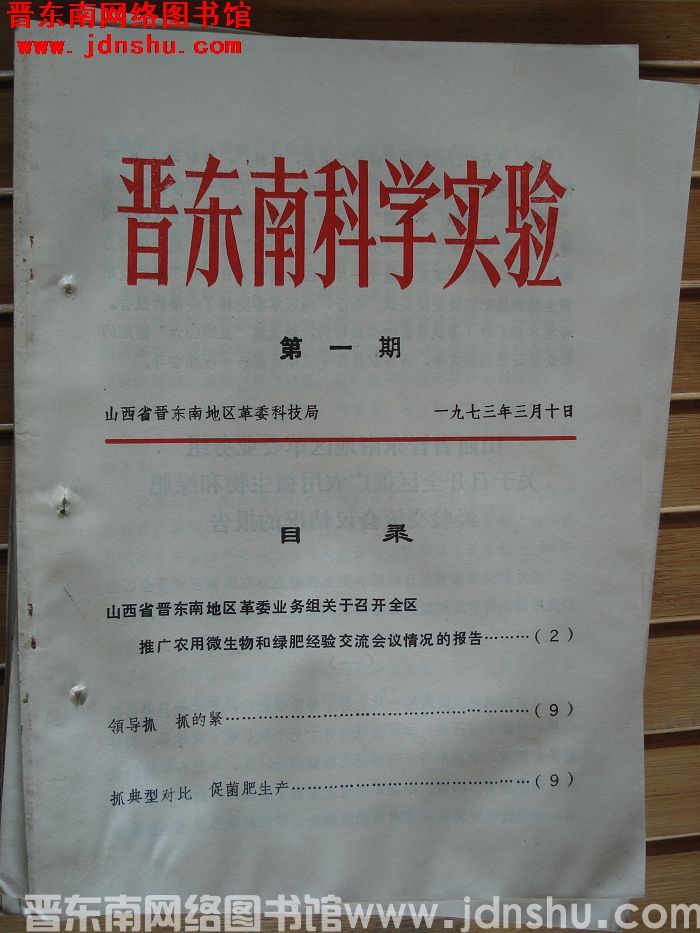 晋东南网络图书馆
www.jdnshu.com
晋东南科学实验
第一期
山西省晋东南地区革委科技局 一九七三年三月十日
目录
山西省晋东南地区革委业务组关于召开全区
推广农用微生物和绿肥经验交流会议情况的报告………(2)
领导抓 抓的紧………………………………………………(9)
抓典型对比 促菌肥生产……………………………………(9)
晋东南网络图书馆www.jdnshu.com